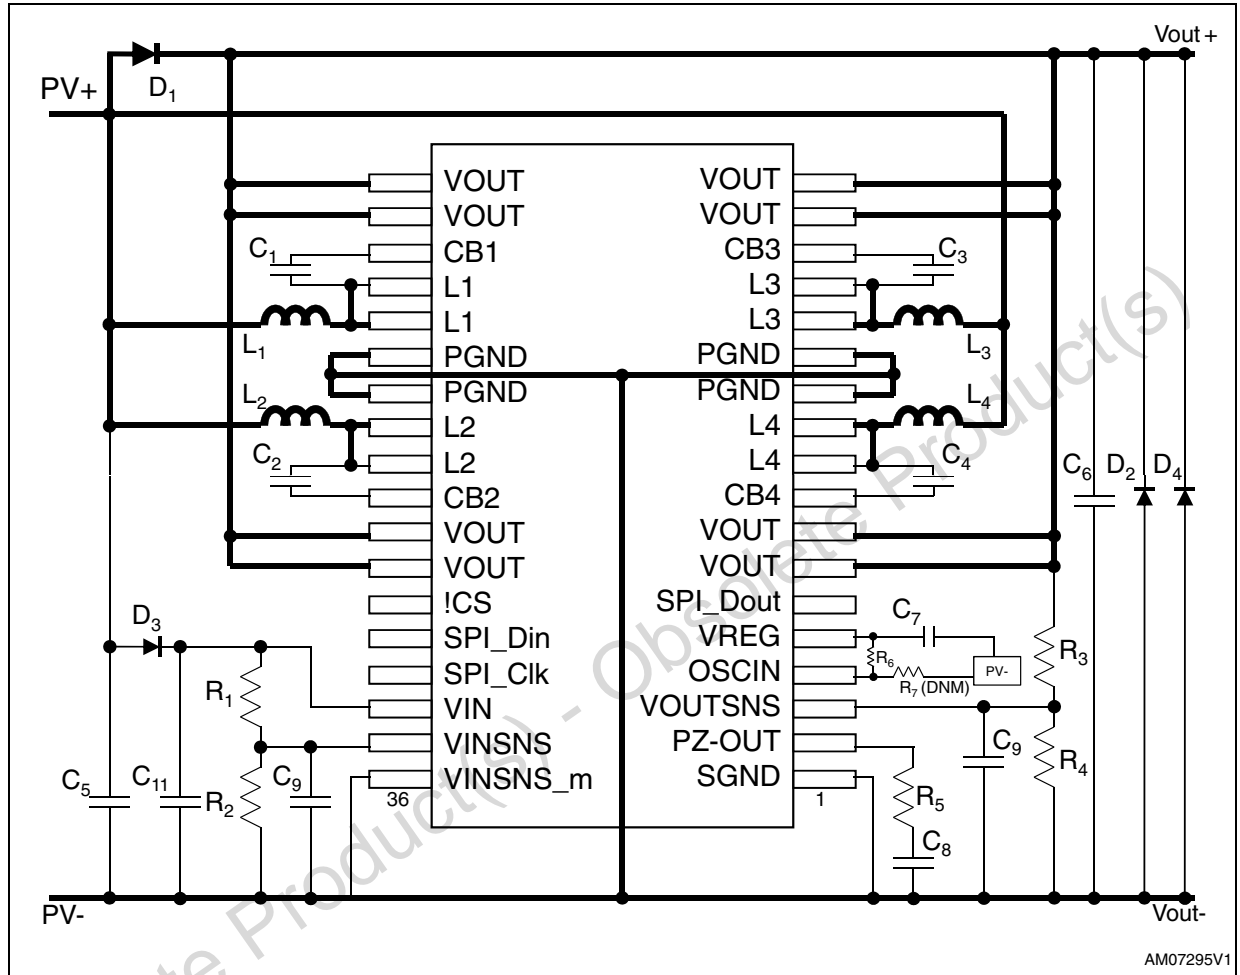 Vout +
D1
PV+
VOUT
VOUT
CB1
L1
L1
PGND
PGND
L2
L2
CB2
VOUT
VOUT
!CS
SPI_Din
SPI_Clk
VIN
VINSNS
VINSNS_m
36
VOUT
VOUT
CB3
L3
L3
PGND
PGND
L4
L4
CB4
VOUT
VOUT
SPI_Dout
VREG
OSCIN
VOUTSNS
PZ-OUT
SGND
1
C1
L1
L2
C2
D3
R1
C5
C11
R2
C9
C3
L3
L4
C4
C6
D2
D4
C7
R6
R7 (DNM)
PV-
R3
C9
R4
R5
C8
PV-
Vout-
AM07295V1
Obsolete Product(s) - Obsolete Product(s)